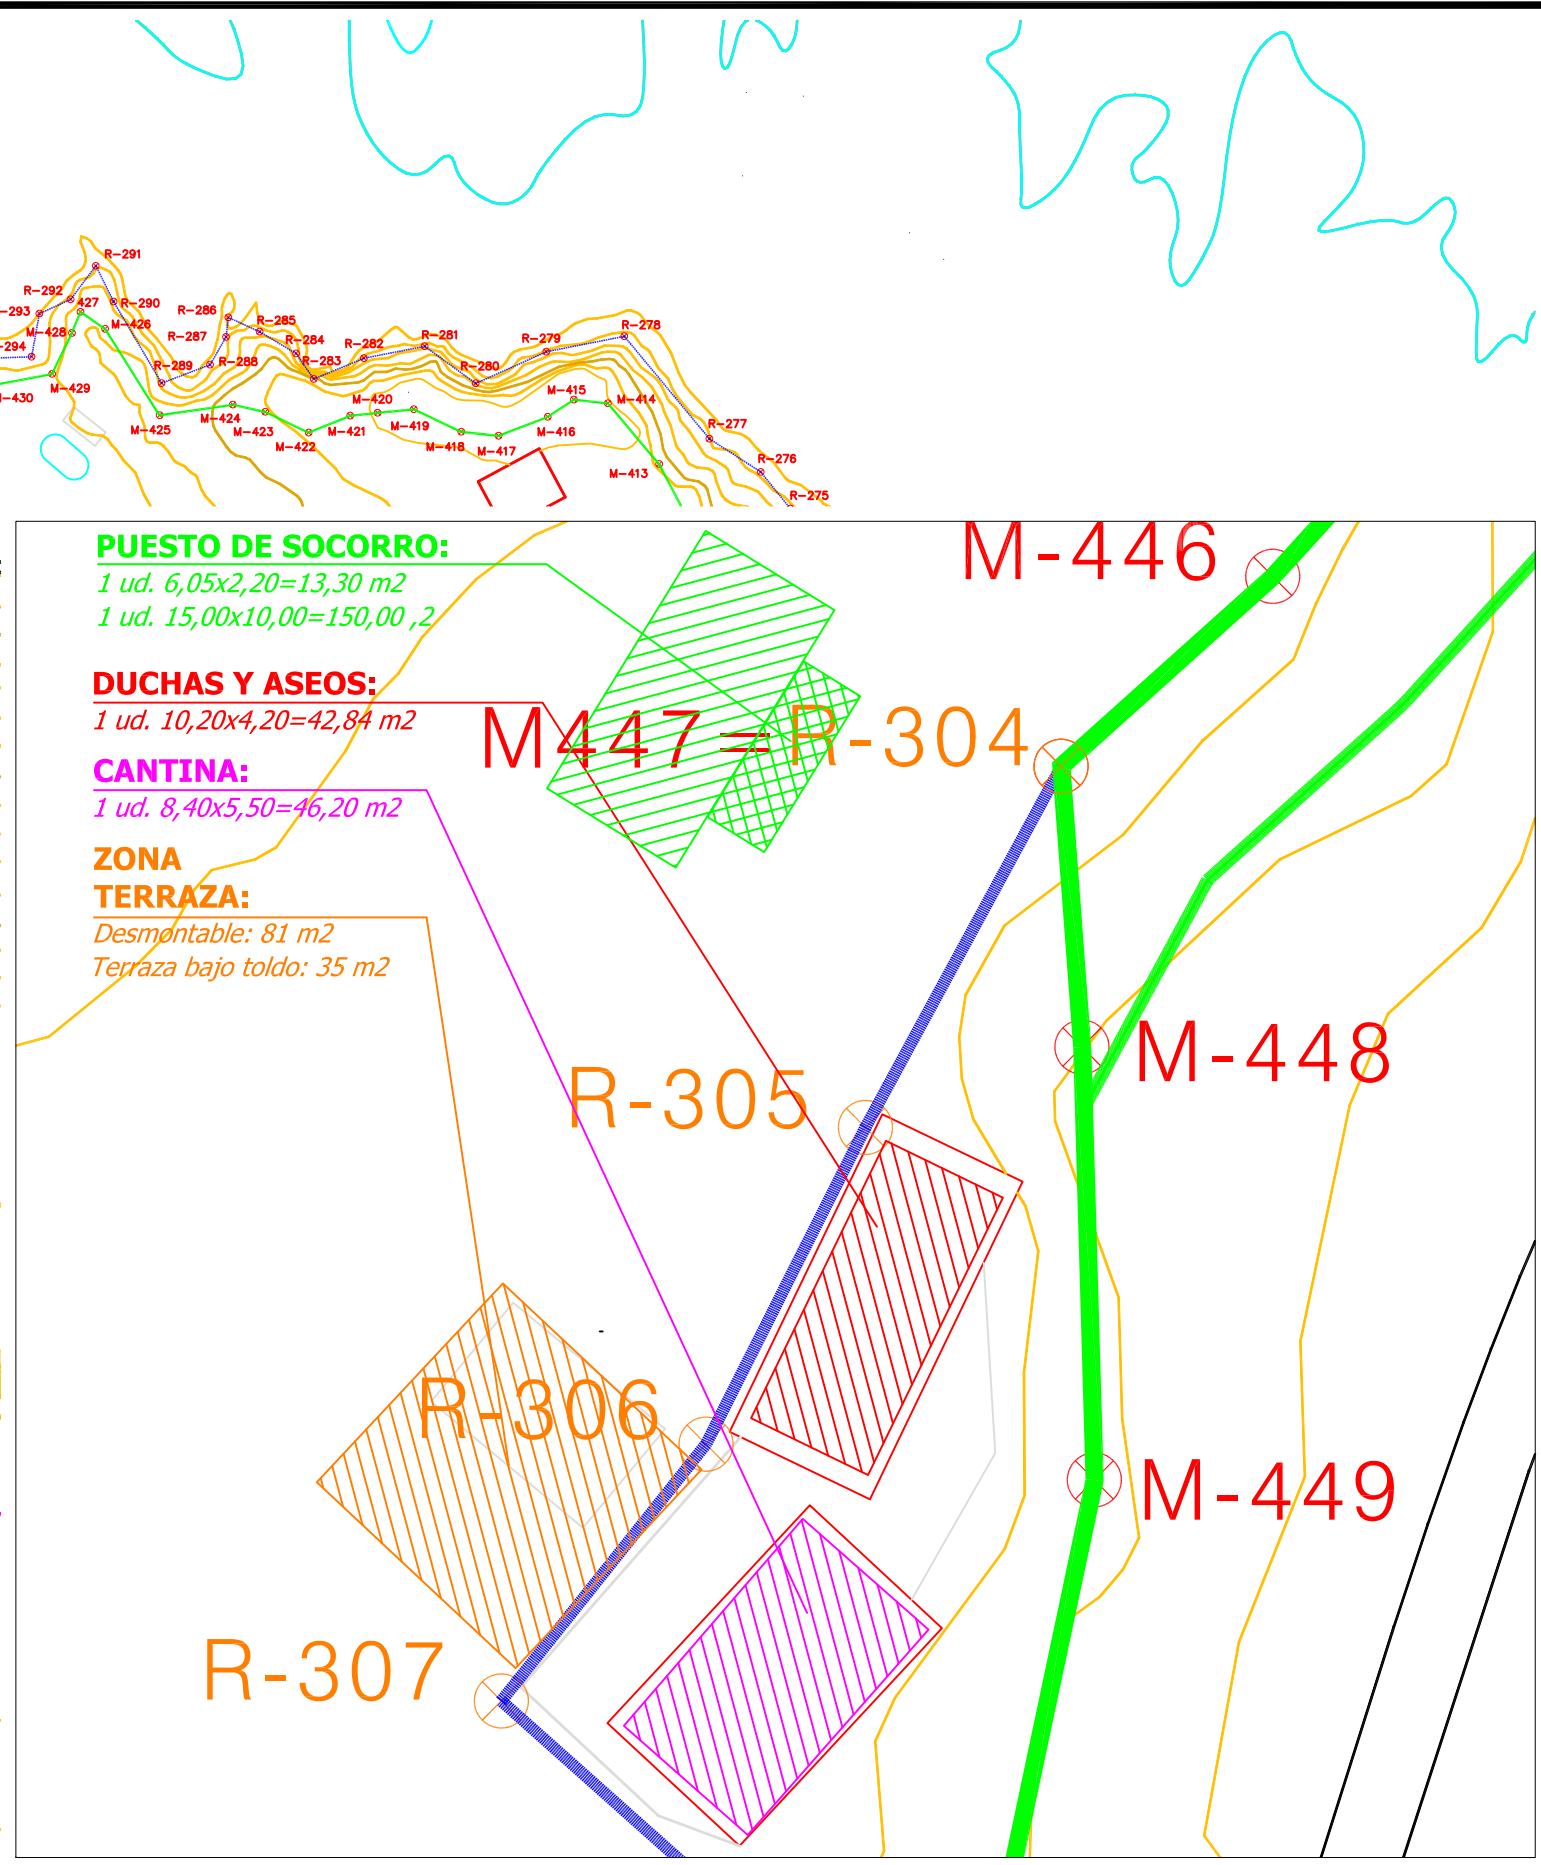 R-291
R-292
-293
427
R-290
R-286
R-285
M-428
M-426
R-287
-294
R-284
R-282
R-281
R-279
R-278
R-289
R-288
R-283
R-280
M-429
M-430
M-415
M-414
M-420
M-424
M-425
M-423
M-422
M-421
M-419
M-418
M-417
M-416
M-413
R-277
R-276
R-275
PUESTO DE SOCORRO:
1 ud. 6,05x2,20=13,30 m2
1 ud. 15,00x10,00=150,00 ,2
DUCHAS Y ASEOS:
1 ud. 10,20x4,20=42,84 m2
CANTINA:
1 ud. 8,40x5,50=46,20 m2
ZONA
TERRAZA:
Desmontable: 81 m2
Terraza bajo toldo: 35 m2
M-446
M447=R-304
M-448
R-305
R-306
M-449
R-307